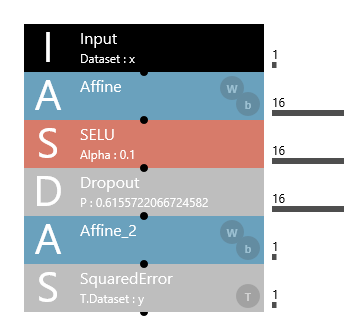 I Input 1
Dataset : x
A Affine W b 16
S SELU 16
Alpha : 0.1
D Dropout 16
P : 0.6155722066724582
A Affine_2 W b 1
S SquaredError 1
T.Dataset : y T